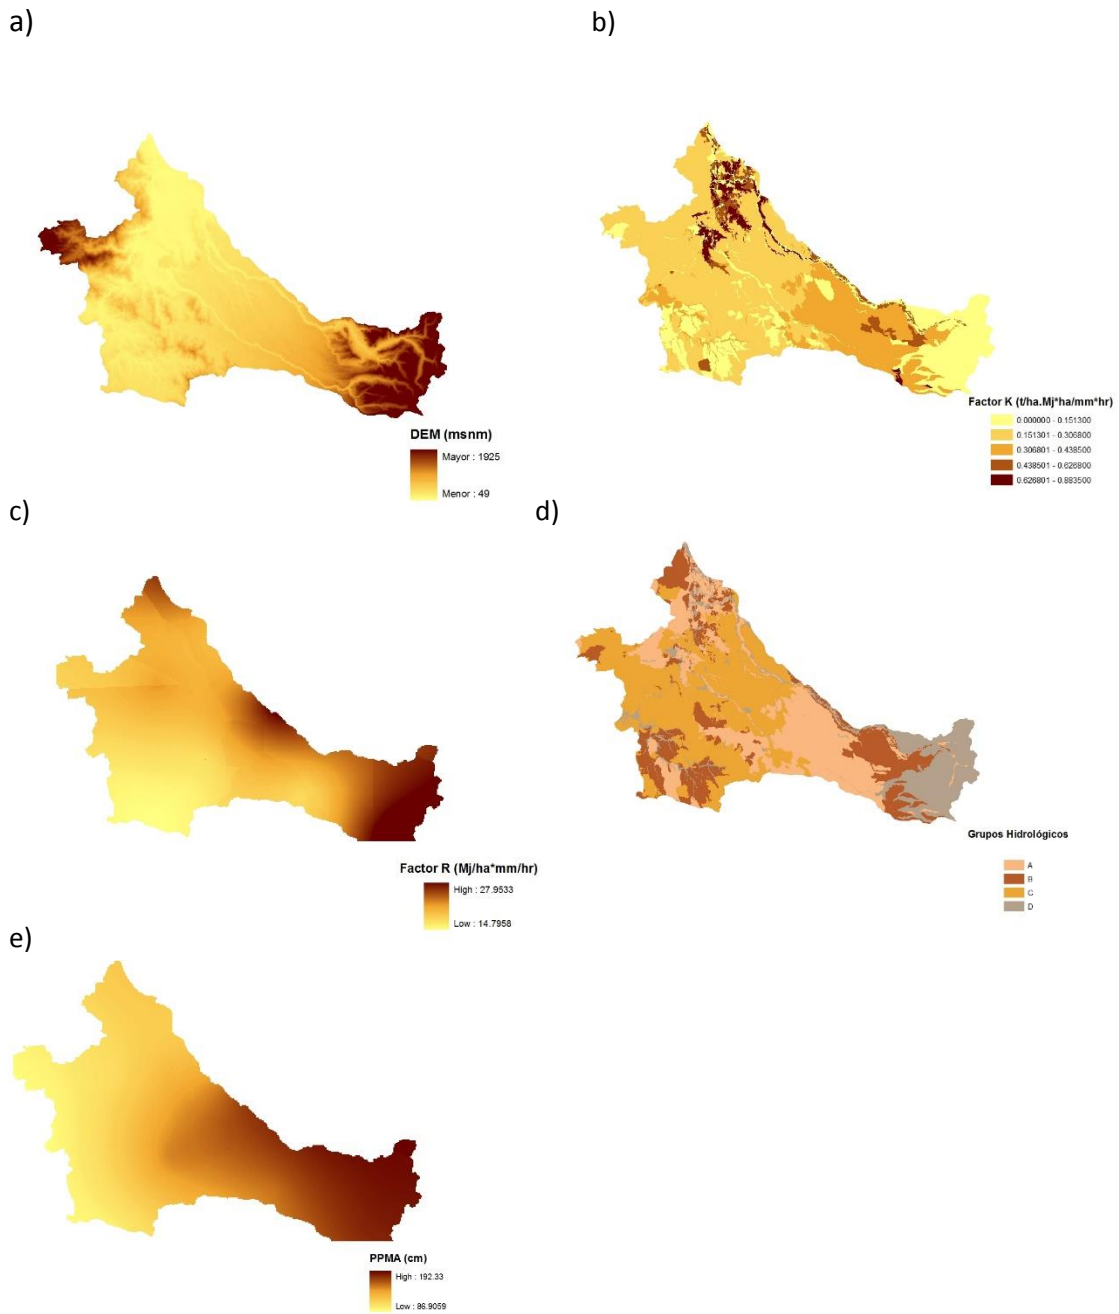 a)
b)
DEM (msnm)
Mayor : 1925
Menor : 49
Factor K (t/ha.Mj*ha/mm*hr)
0.000000 - 0.151300
0.151301 - 0.306800
0.306801 - 0.438500
0.438501 - 0.626800
0.626801 - 0.883500
c)
d)
Factor R (Mj/ha*mm/hr)
High : 27.9533
Low : 14.7958
Grupos Hidrológicos
A
B
C
D
e)
PPMA (cm)
High : 192.33
Low : 86.9059